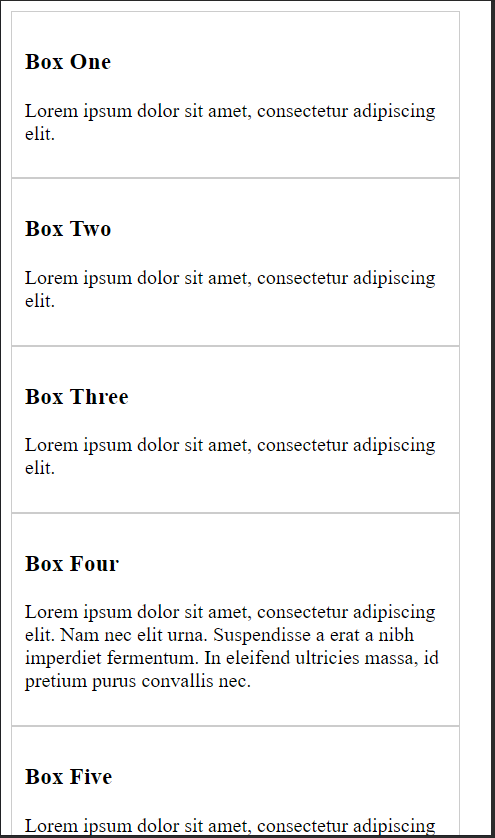 Box One
Lorem ipsum dolor sit amet, consectetur adipiscing
elit.
Box Two
Lorem ipsum dolor sit amet, consectetur adipiscing
elit.
Box Three
Lorem ipsum dolor sit amet, consectetur adipiscing
elit.
Box Four
Lorem ipsum dolor sit amet, consectetur adipiscing
elit. Nam nec elit urna. Suspendisse a erat a nibh
imperdiet fermentum. In eleifend ultricies massa, id
pretium purus convallis nec.
Box Five
Lorem ipsum dolor sit amet, consectetur adipiscing